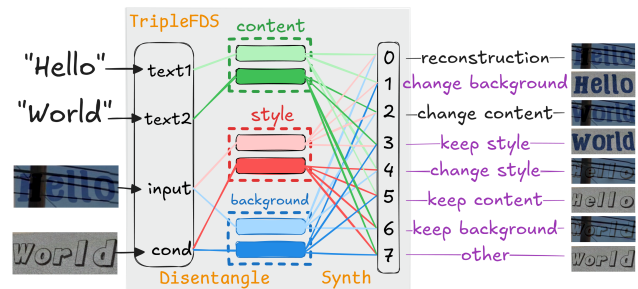 TripleFDS
content
"Hello"
text1
"World"
text2
style
input
Hello
background
cond
World
Disentangle
Synth
0
reconstruction
1
change background
Hello
2
change content
3
keep style
World
4
change style
5
keep content
Hello
6
keep background
7
other
World